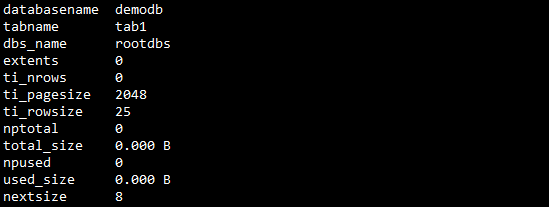 databasename  demodb
tabname       tab1
dbs_name      rootdbs
extents       0
ti_nrows      0
ti_pagesize   2048
ti_rowsize    25
nptotal       0
total_size    0.000 B
npused        0
used_size     0.000 B
nextsize      8